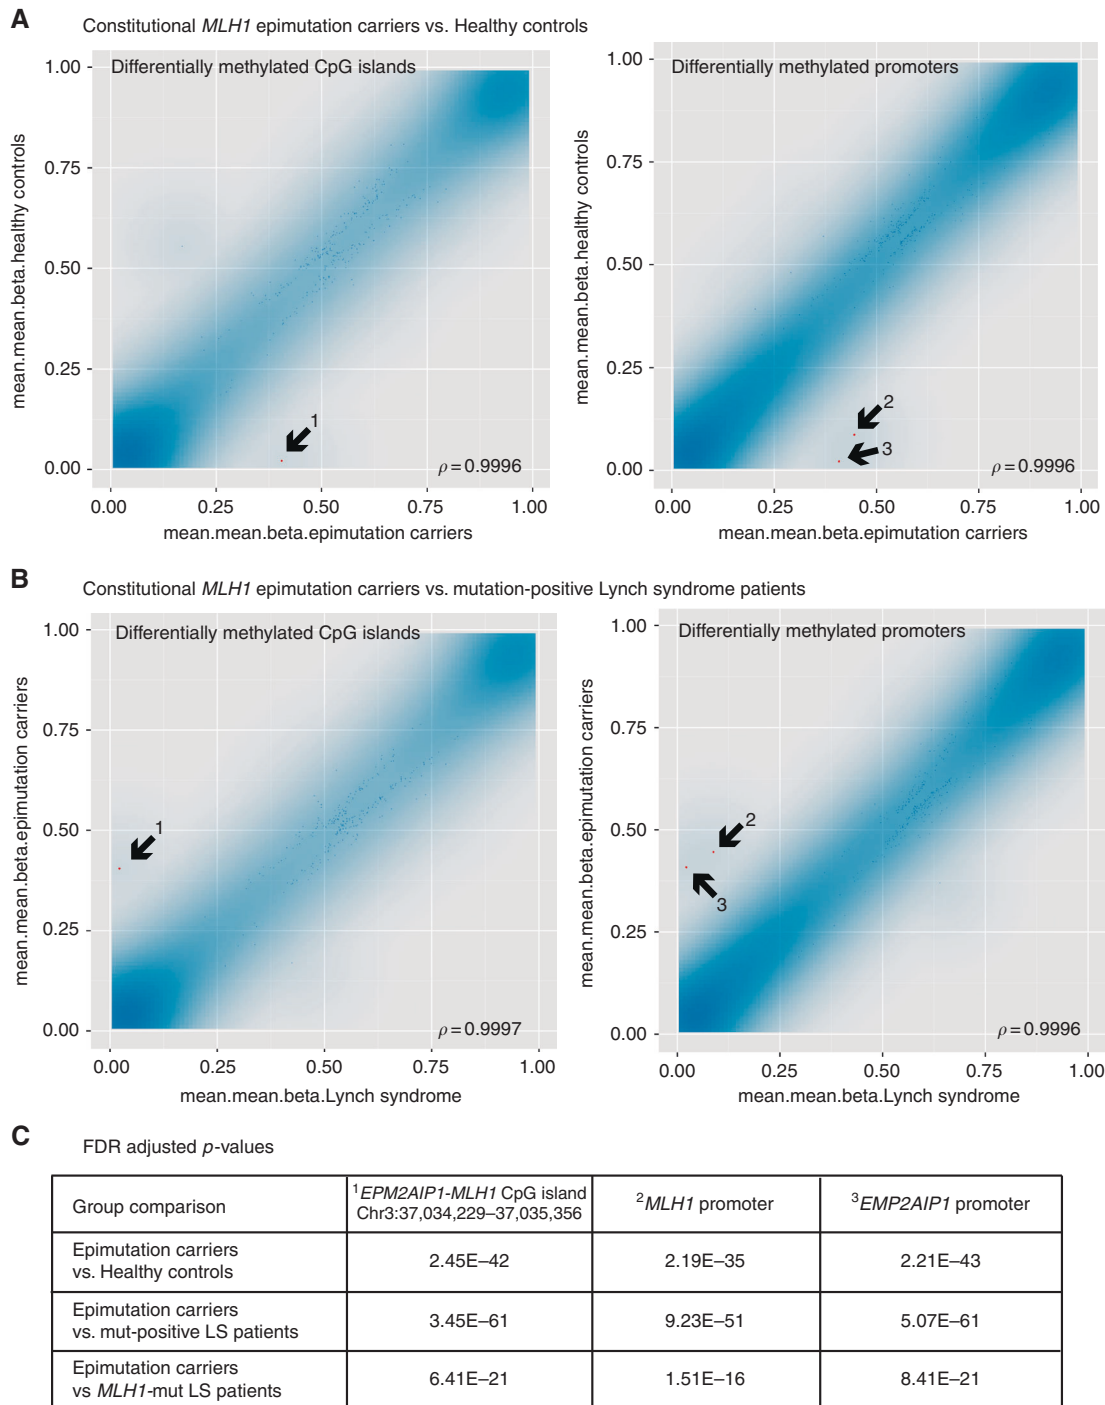 A
Constitutional MLH1 epimutation carriers vs. Healthy controls
Differentially methylated CpG islands
mean.mean.beta.healthy controls
1.00
0.75
0.50
0.25
0.00
1
ρ = 0.9996
0.00 0.25 0.50 0.75 1.00
mean.mean.beta.epimutation carriers
Differentially methylated promoters
mean.mean.beta.healthy controls
1.00
0.75
0.50
0.25
0.00
2
3
ρ = 0.9996
0.00 0.25 0.50 0.75 1.00
mean.mean.beta.epimutation carriers
B
Constitutional MLH1 epimutation carriers vs. mutation-positive Lynch syndrome patients
Differentially methylated CpG islands
mean.mean.beta.epimutation carriers
1.00
0.75
0.50
0.25
0.00
1
ρ = 0.9997
0.00 0.25 0.50 0.75 1.00
mean.mean.beta.Lynch syndrome
Differentially methylated promoters
mean.mean.beta.epimutation carriers
1.00
0.75
0.50
0.25
0.00
2
3
ρ = 0.9996
0.00 0.25 0.50 0.75 1.00
mean.mean.beta.Lynch syndrome
C
FDR adjusted p-values
Group comparison
1EPM2AIP1-MLH1 CpG island
Chr3:37,034,229–37,035,356
2MLH1 promoter
3EMP2AIP1 promoter
Epimutation carriers
vs. Healthy controls
2.45E–42
2.19E–35
2.21E–43
Epimutation carriers
vs. mut-positive LS patients
3.45E–61
9.23E–51
5.07E–61
Epimutation carriers
vs MLH1-mut LS patients
6.41E–21
1.51E–16
8.41E–21